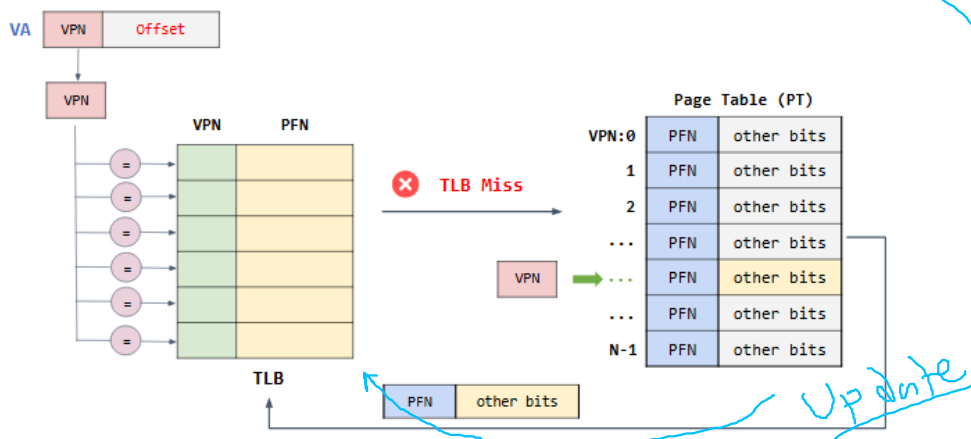 VA VPN Offset
VPN
VPN PFN
=
=
=
=
=
=
TLB
TLB Miss
Page Table (PT)
VPN:0 PFN other bits
1 PFN other bits
2 PFN other bits
... PFN other bits
VPN ... PFN other bits
... PFN other bits
N-1 PFN other bits
PFN other bits
Update